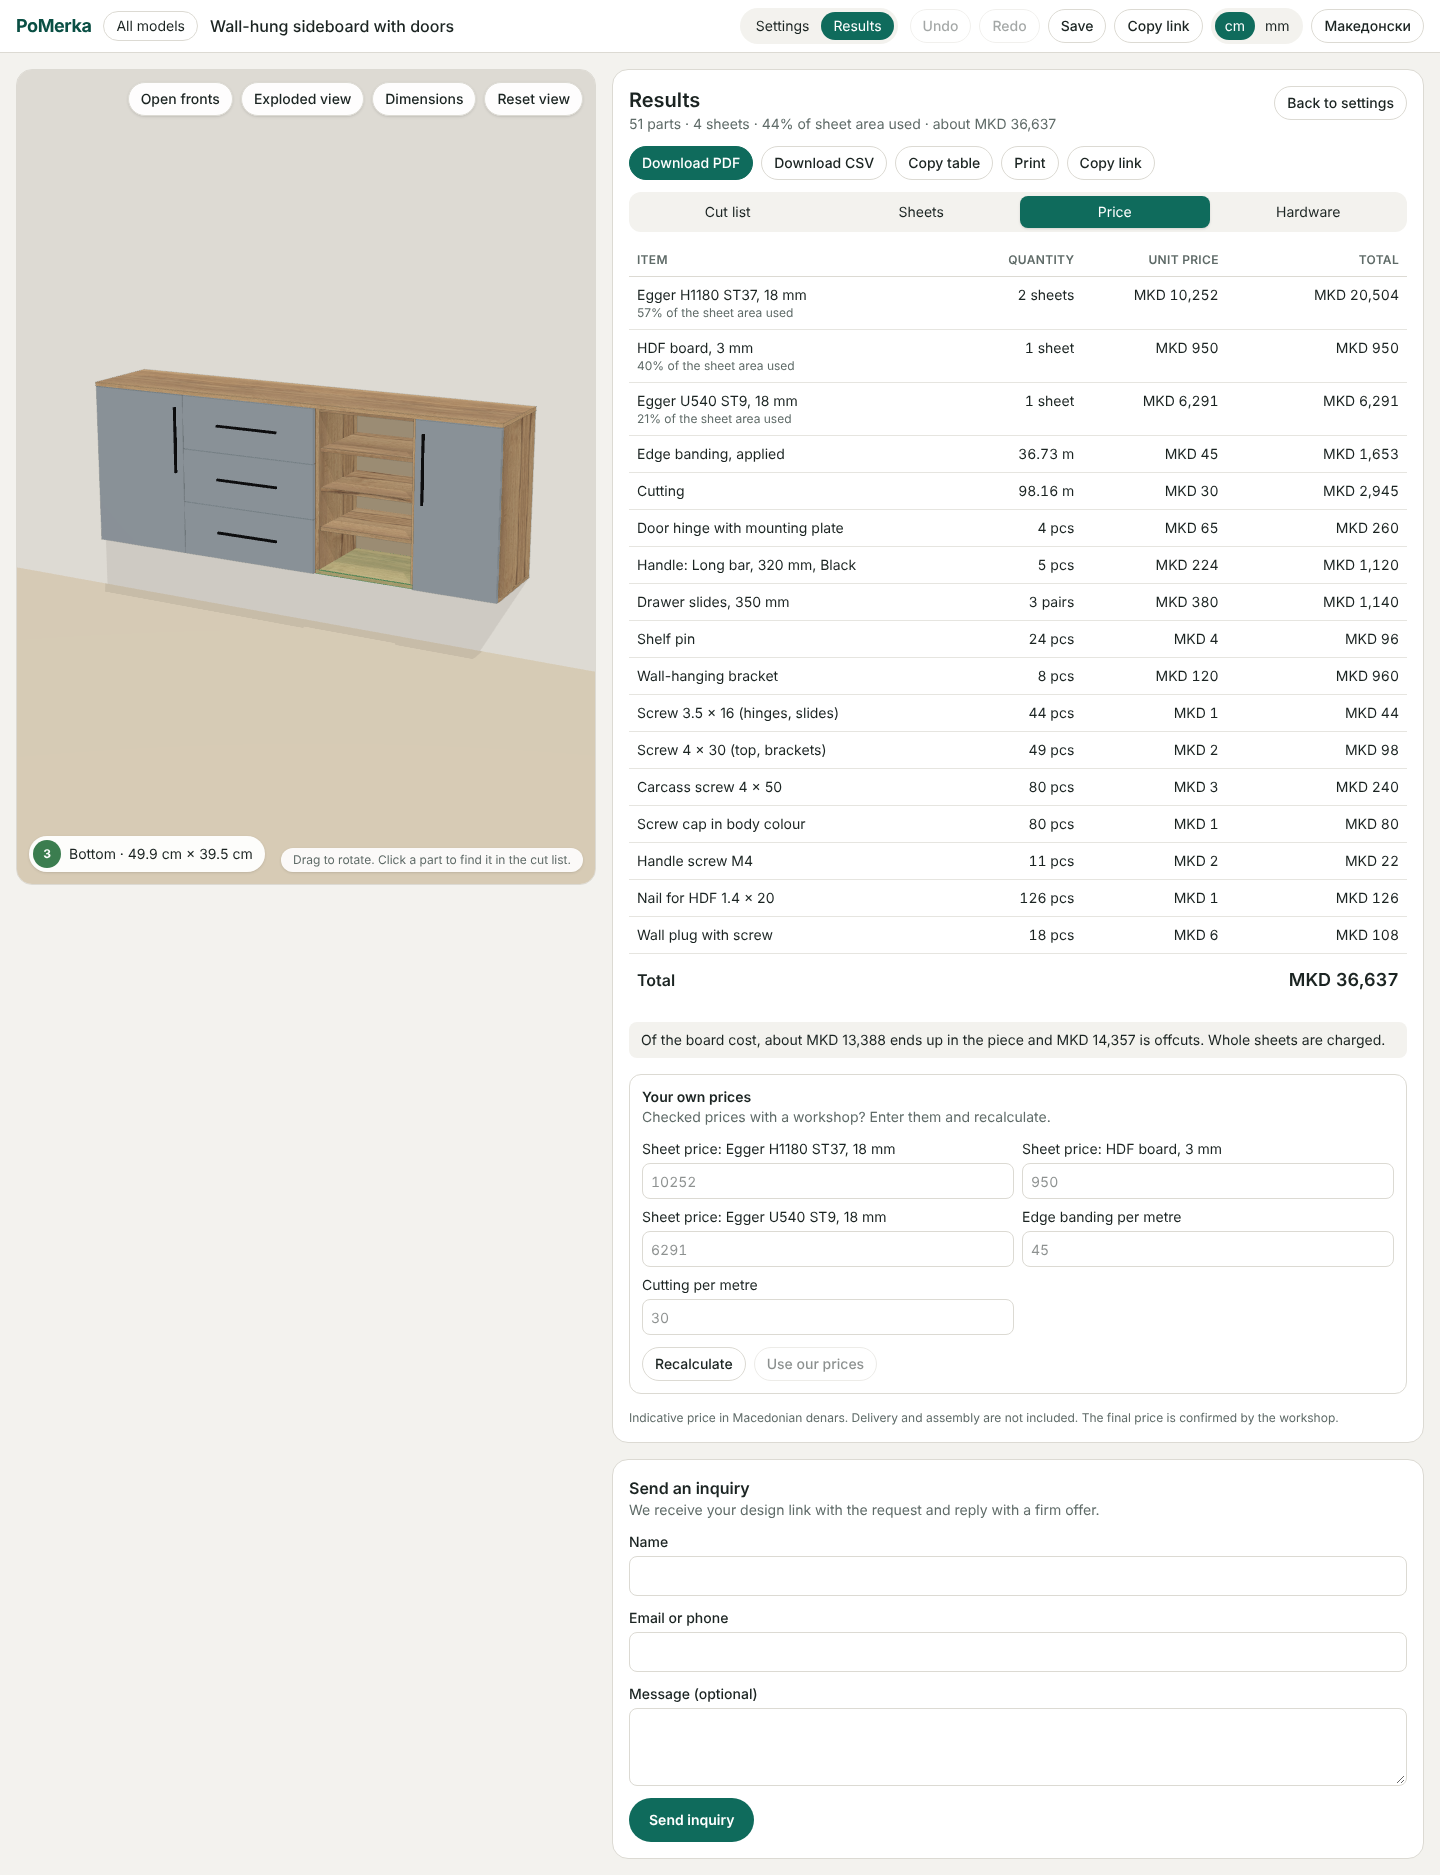 PoMerka
All models
Wall-hung sideboard with doors
Settings
Results
Undo
Redo
Save
Copy link
cm
mm
Македонски
Open fronts
Exploded view
Dimensions
Reset view
3
Bottom · 49.9 cm × 39.5 cm
Drag to rotate. Click a part to find it in the cut list.
Results
51 parts · 4 sheets · 44% of sheet area used · about MKD 36,637
Back to settings
Download PDF
Download CSV
Copy table
Print
Copy link
Cut list
Sheets
Price
Hardware
ITEM QUANTITY UNIT PRICE TOTAL
Egger H1180 ST37, 18 mm 2 sheets MKD 10,252 MKD 20,504
57% of the sheet area used
HDF board, 3 mm 1 sheet MKD 950 MKD 950
40% of the sheet area used
Egger U540 ST9, 18 mm 1 sheet MKD 6,291 MKD 6,291
21% of the sheet area used
Edge banding, applied 36.73 m MKD 45 MKD 1,653
Cutting 98.16 m MKD 30 MKD 2,945
Door hinge with mounting plate 4 pcs MKD 65 MKD 260
Handle: Long bar, 320 mm, Black 5 pcs MKD 224 MKD 1,120
Drawer slides, 350 mm 3 pairs MKD 380 MKD 1,140
Shelf pin 24 pcs MKD 4 MKD 96
Wall-hanging bracket 8 pcs MKD 120 MKD 960
Screw 3.5 × 16 (hinges, slides) 44 pcs MKD 1 MKD 44
Screw 4 × 30 (top, brackets) 49 pcs MKD 2 MKD 98
Carcass screw 4 × 50 80 pcs MKD 3 MKD 240
Screw cap in body colour 80 pcs MKD 1 MKD 80
Handle screw M4 11 pcs MKD 2 MKD 22
Nail for HDF 1.4 × 20 126 pcs MKD 1 MKD 126
Wall plug with screw 18 pcs MKD 6 MKD 108
Total MKD 36,637
Of the board cost, about MKD 13,388 ends up in the piece and MKD 14,357 is offcuts. Whole sheets are charged.
Your own prices
Checked prices with a workshop? Enter them and recalculate.
Sheet price: Egger H1180 ST37, 18 mm
10252
Sheet price: HDF board, 3 mm
950
Sheet price: Egger U540 ST9, 18 mm
6291
Edge banding per metre
45
Cutting per metre
30
Recalculate
Use our prices
Indicative price in Macedonian denars. Delivery and assembly are not included. The final price is confirmed by the workshop.
Send an inquiry
We receive your design link with the request and reply with a firm offer.
Name
Email or phone
Message (optional)
Send inquiry